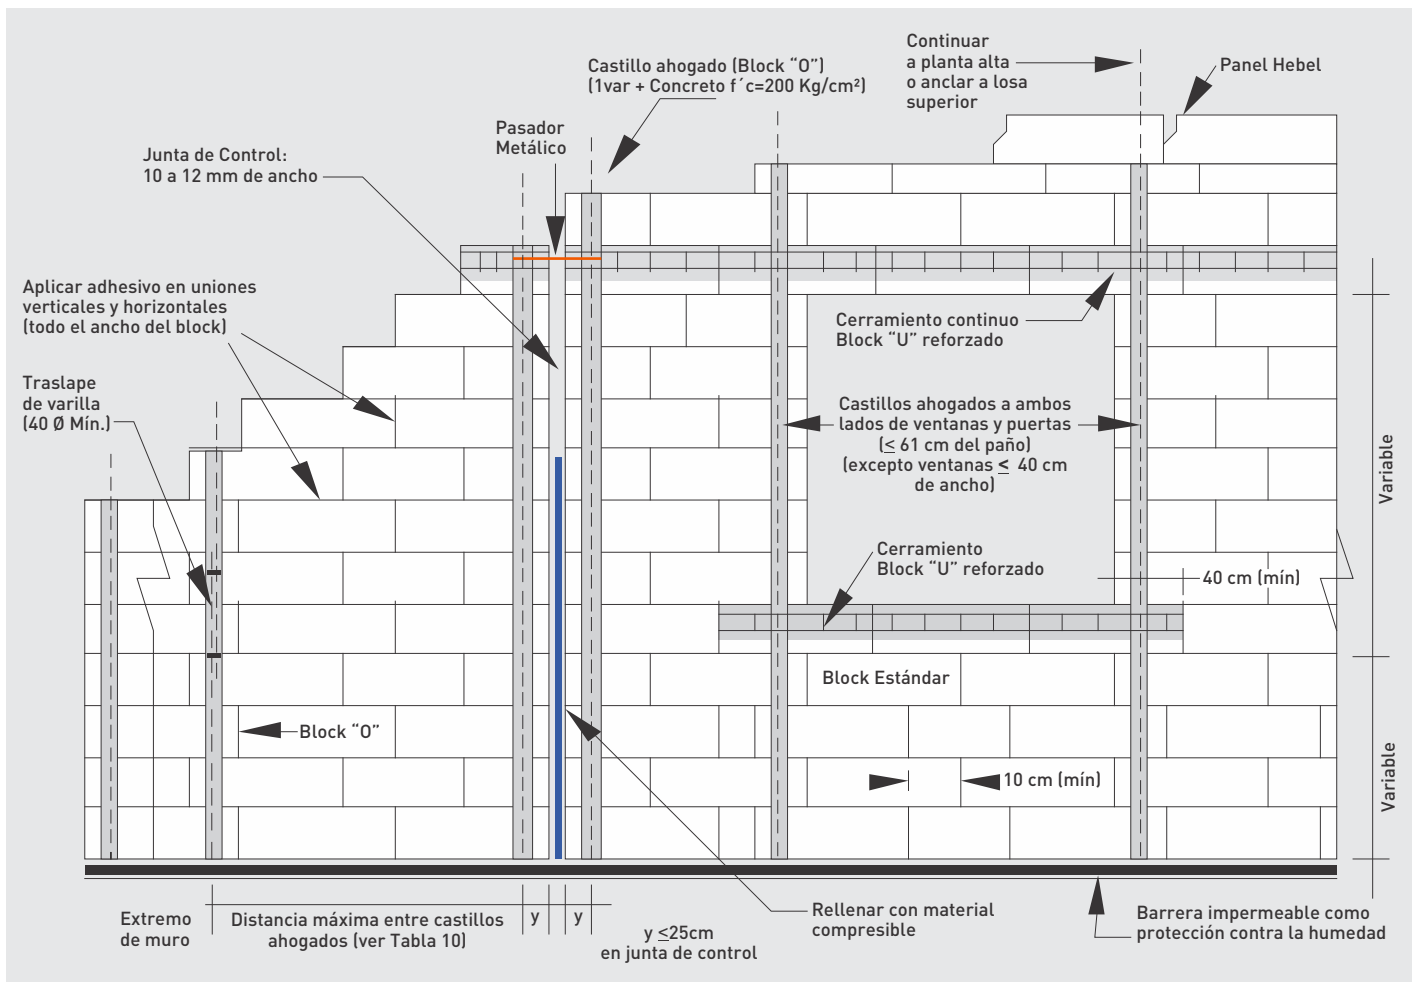 Continuar
a planta alta
o anclar a losa
superior
Panel Hebel
Castillo ahogado (Block “O”)
(1var + Concreto f´c=200 Kg/cm²)
Pasador
Metálico
Junta de Control:
10 a 12 mm de ancho
Aplicar adhesivo en uniones
verticales y horizontales
(todo el ancho del block)
Traslape
de varilla
(40 Ø Mín.)
Cerramiento continuo
Block “U” reforzado
Castillos ahogados a ambos
lados de ventanas y puertas
(≤ 61 cm del paño)
(excepto ventanas ≤ 40 cm
de ancho)
Variable
Cerramiento
Block “U” reforzado
40 cm (mín)
Block Estándar
Block “O”
10 cm (mín)
Variable
Extremo
de muro
Distancia máxima entre castillos
ahogados (ver Tabla 10)
y
y
y ≤25cm
en junta de control
Rellenar con material
compresible
Barrera impermeable como
protección contra la humedad